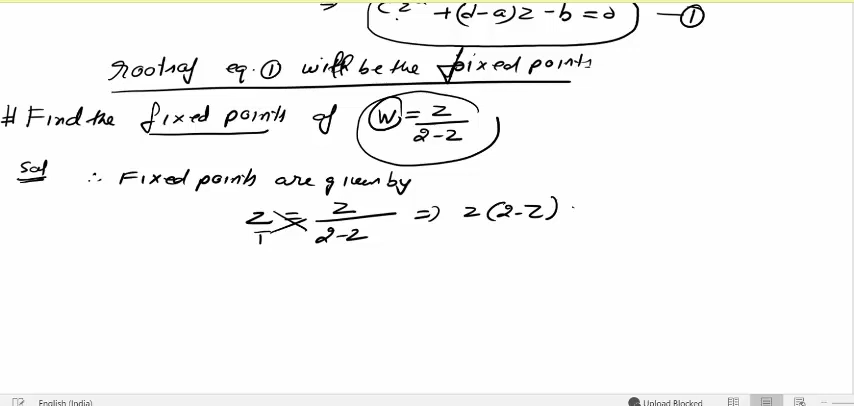 ⇒ cz² + (d-a)z - b = 0 —①
roots of eq.① will be the fixed points
# Find the fixed points of w = z/(2-z)
Sol ∴ Fixed points are given by
z/1 = z/(2-z) ⇒ z(2-z)
English (India) Upload Blocked